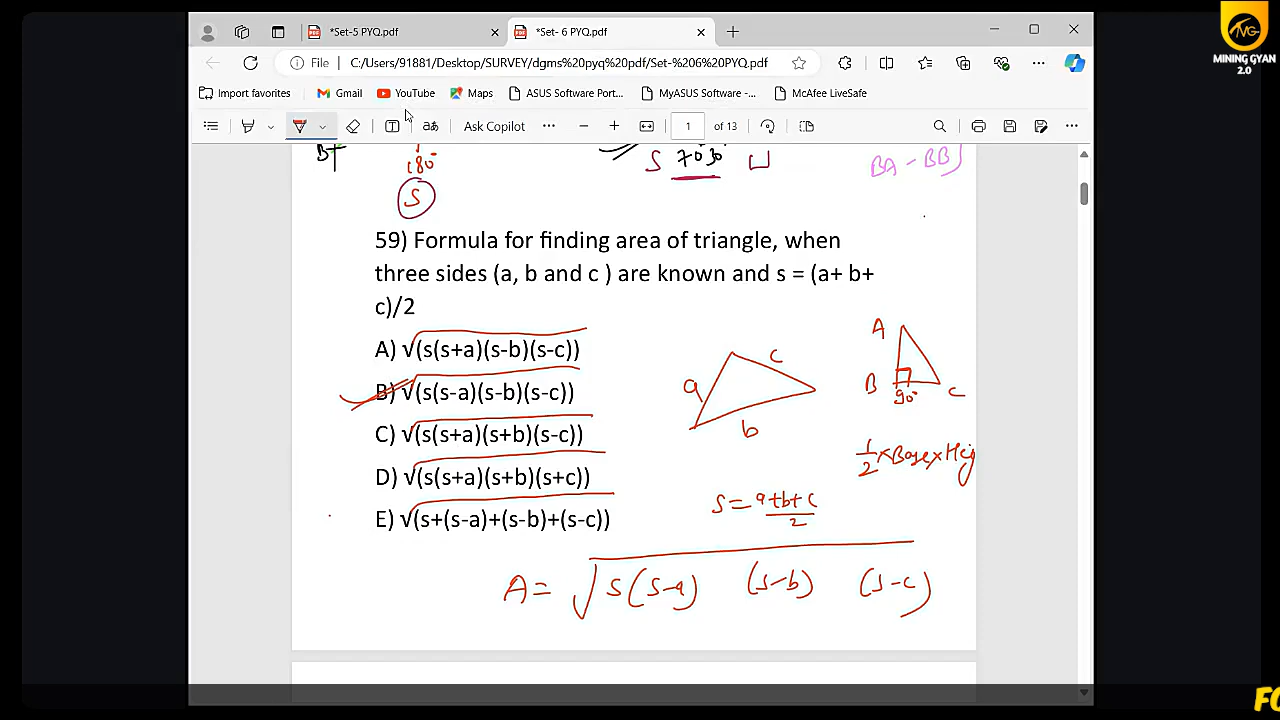 *Set-5 PYQ.pdf
*Set- 6 PYQ.pdf
File C:/Users/91881/Desktop/SURVEY/dgms%20pyq%20pdf/Set-%206%20PYQ.pdf
Import favorites Gmail YouTube Maps ASUS Software Port... MyASUS Software -... McAfee LiveSafe
Ask Copilot 1 of 13
MINING GYAN
2.0
B
180°
S
S 7030' W
BA - BB
59) Formula for finding area of triangle, when
three sides (a, b and c ) are known and s = (a+ b+
c)/2
A) √(s(s+a)(s-b)(s-c))
B) √(s(s-a)(s-b)(s-c))
C) √(s(s+a)(s+b)(s-c))
D) √(s(s+a)(s+b)(s+c))
E) √(s+(s-a)+(s-b)+(s-c))
a c
b
A
B C
90°
1/2 × Base × Heig
S = a+b+c/2
A = √s(s-a) (s-b) (s-c)
FO